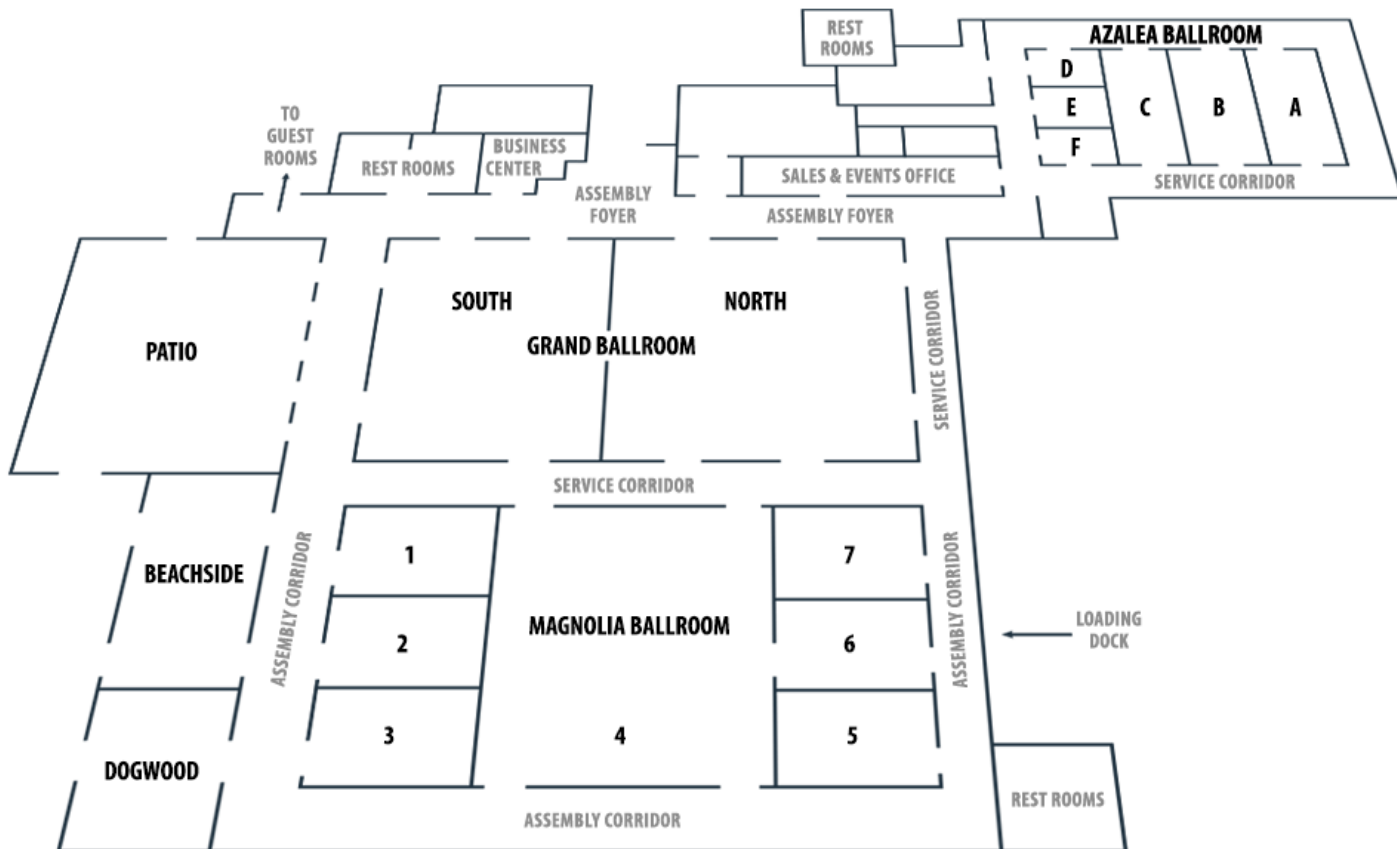 REST
ROOMS
AZALEA BALLROOM
D
E
F
C
B
A
TO
GUEST
ROOMS
REST ROOMS
BUSINESS
CENTER
SALES & EVENTS OFFICE
SERVICE CORRIDOR
ASSEMBLY
FOYER
ASSEMBLY FOYER
SOUTH
NORTH
GRAND BALLROOM
PATIO
SERVICE CORRIDOR
SERVICE CORRIDOR
1
7
BEACHSIDE
ASSEMBLY CORRIDOR
MAGNOLIA BALLROOM
ASSEMBLY CORRIDOR
LOADING
DOCK
2
6
3
4
5
DOGWOOD
REST ROOMS
ASSEMBLY CORRIDOR